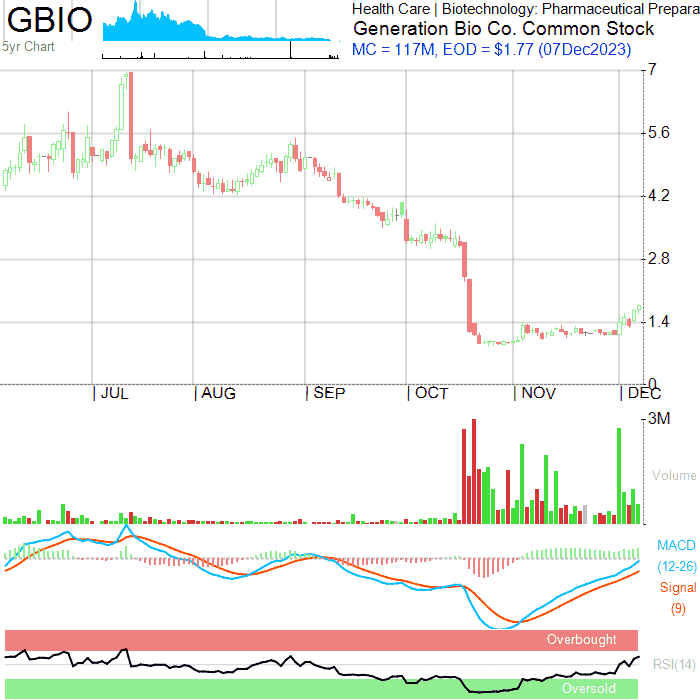 GBIO
5yr Chart
Health Care | Biotechnology: Pharmaceutical Prepara
Generation Bio Co. Common Stock
MC = 117M, EOD = $1.77 (07Dec2023)
7
5.6
4.2
2.8
1.4
0
JUL AUG SEP OCT NOV DEC
3M
Volume
MACD
(12-26)
Signal
(9)
Overbought
RSI(14)
Oversold